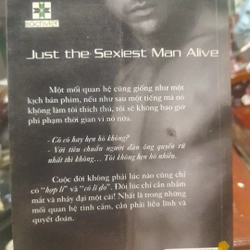 Just the Sexiest Man Alive
Một mối quan hệ cũng giống như một
kịch bản phim, nếu như sau một tiếng mà nó
không làm tôi thích thú, tôi sẽ không bao giờ
phí phạm thời gian vì nó nữa.
- Cô có hay hẹn hò không?
- Với tiêu chuẩn người đàn ông quyến rũ
nhất thì không... Tôi không hẹn hò nhiều.
Cuộc đời không phải lúc nào cũng chỉ
có "hợp lí" và "có lí do". Đôi lúc chỉ cần nhắm
mắt và nhảy đại một cái! Nhất là trong những
mối quan hệ tình cảm, cần phải liều lĩnh và
quyết đoán.